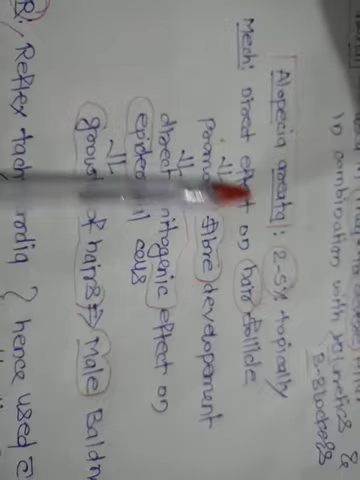 in combination with diuretics &
β-Blockers
Alopecia areata: 2-5% topically
Mech: Direct effect on hair follicle
fibre development
direct mitogenic effect on
epidermal cells
growth of hairs ⇒ Male Baldn
Reflex tachycardia } hence used c̄